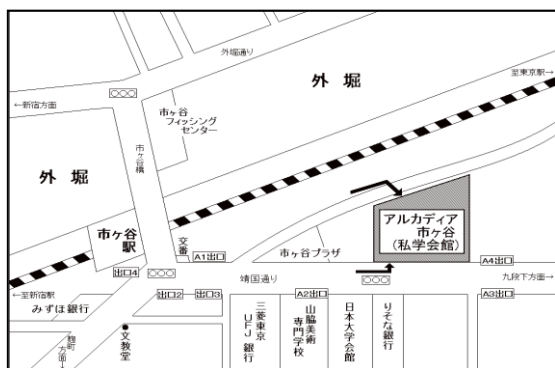 外堀通り
外 堀
至東京駅→
←新宿方面
市ヶ谷
フィッシング
センター
市ヶ谷橋
外 堀
市ヶ谷
駅
交番
アルカディア
市ヶ谷
(私学会館)
市ヶ谷プラザ
A1出口
A4出口
出口4
靖国通り
九段下方面→
←至新宿駅
出口2
出口3
A2出口
A3出口
みずほ銀行
麹町
方面→
文教堂
三菱東京
UFJ 銀行
山脇美術
専門学校
日本大学会館
りそな銀行